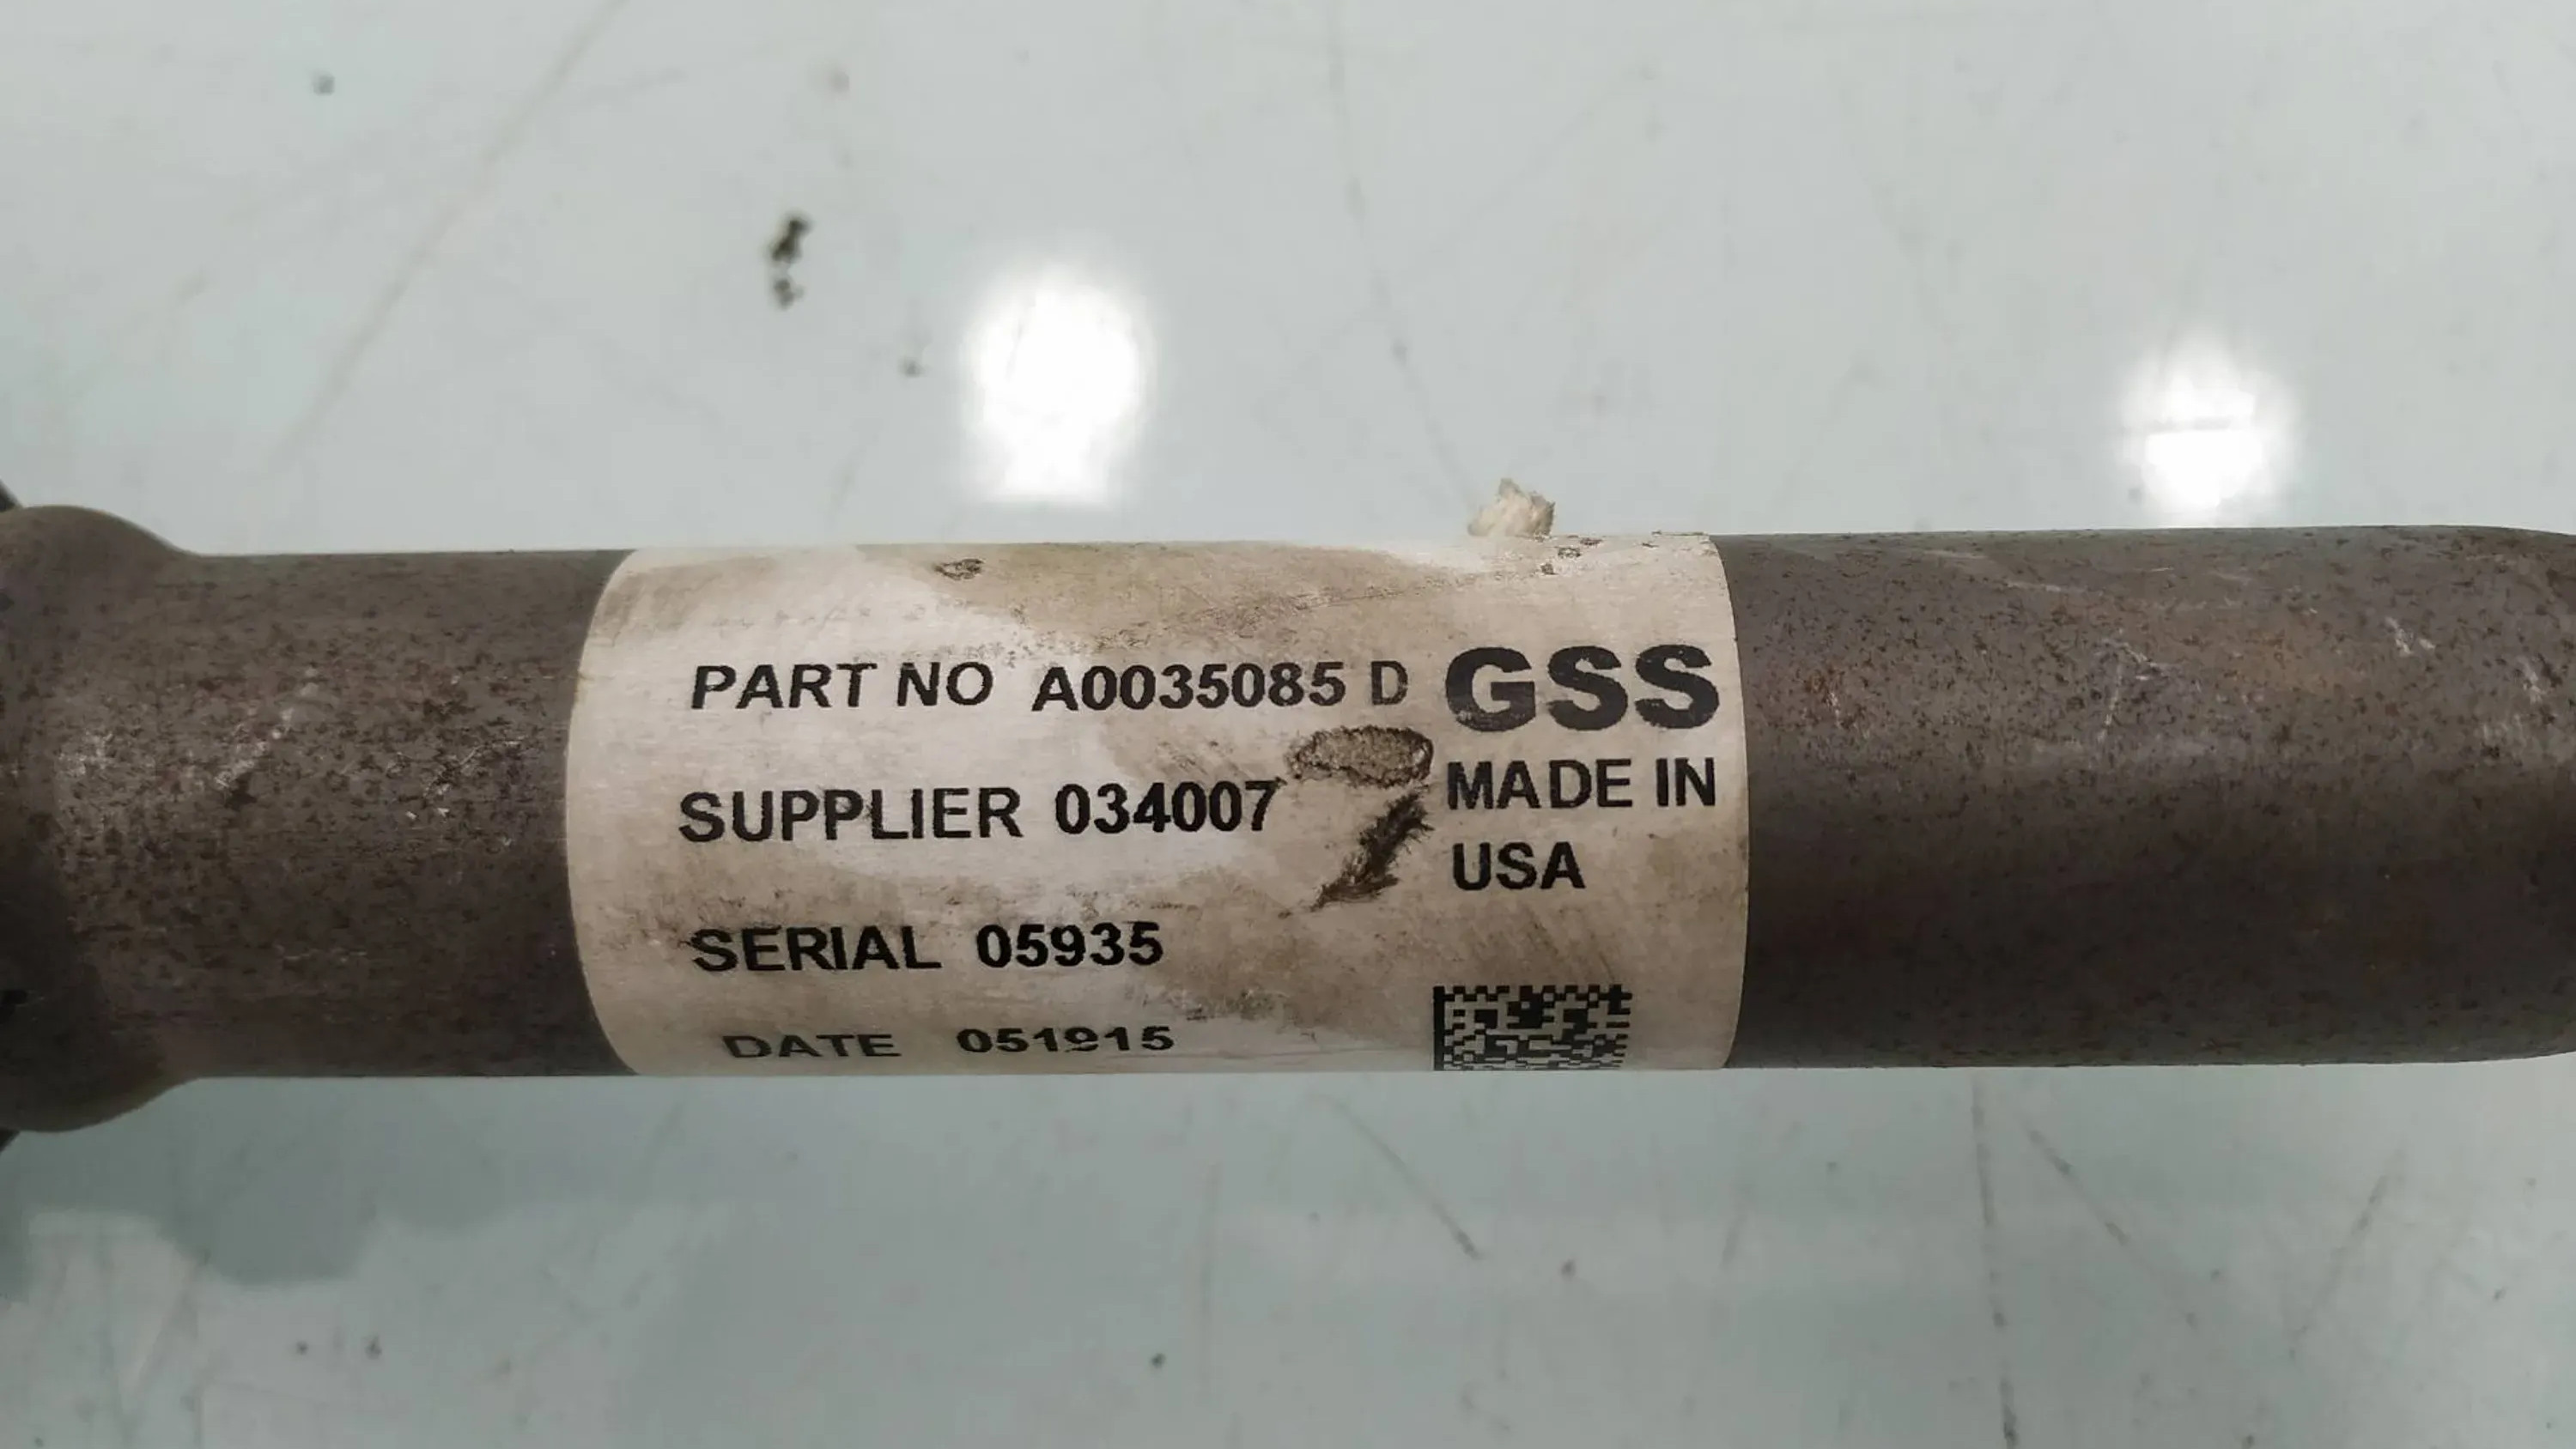 PART NO A0035085 D GSS
SUPPLIER 034007
MADE IN
USA
SERIAL 05935
DATE 051915